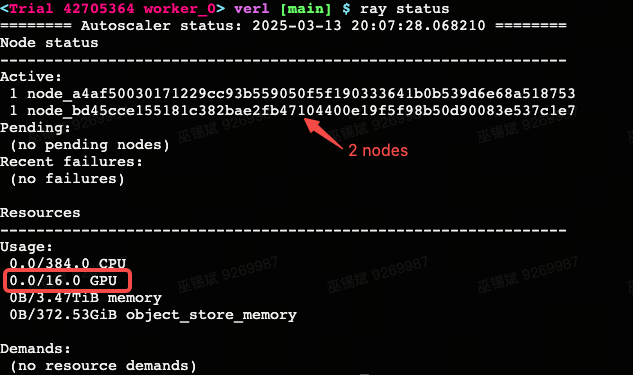 <Trial 42705364 worker_0> verl [main] $ ray status
======== Autoscaler status: 2025-03-13 20:07:28.068210 ========
Node status
---------------------------------------------------------------
Active:
 1 node_a4af50030171229cc93b559050f5f190333641b0b539d6e68a518753
 1 node_bd45cce155181c382bae2fb47104400e19f5f98b50d90083e537c1e7
Pending:
 (no pending nodes)
2 nodes
Recent failures:
 (no failures)
Resources
---------------------------------------------------------------
Usage:
 0.0/384.0 CPU
 0.0/16.0 GPU
 0B/3.47TiB memory
 0B/372.53GiB object_store_memory
Demands:
 (no resource demands)
巫锡斌 9269987
巫锡斌 9269987
巫锡斌 9269987